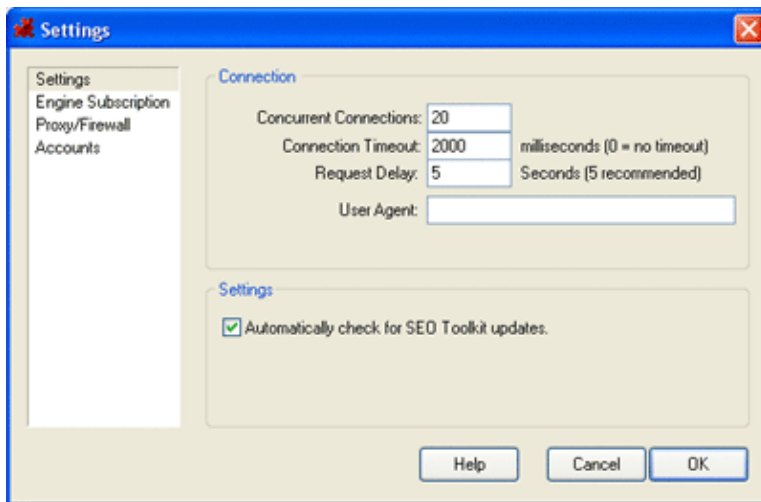 Settings
Settings
Engine Subscription
Proxy/Firewall
Accounts
Connection
Concurrent Connections: 20
Connection Timeout: 2000 milliseconds (0 = no timeout)
Request Delay: 5 Seconds (5 recommended)
User Agent:
Settings
Automatically check for SEO Toolkit updates.
Help Cancel OK